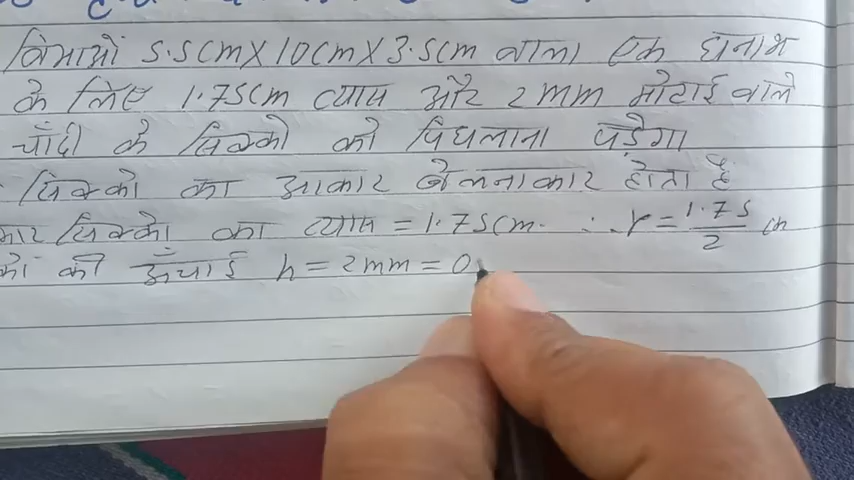 विमाओं 5.5cm X 10cm X 3.5cm वाला एक घनाभ
के लिए 1.75cm व्यास और 2mm मोटाई वाले
चाँदी के सिक्को को पिघलाना पड़ेगा
सिक्को का आकार बेलनाकार होता है
सिक्को का व्यास = 1.75cm. ∴ r = 1.75/2 cm
की ऊँचाई h = 2mm = 0.